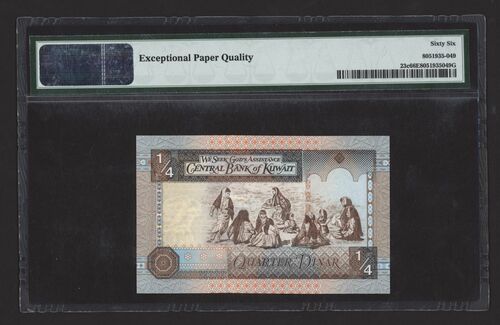 Exceptional Paper Quality
Sixty Six
8051935-049
23c66E8051935049G
1/4
WE SEEK GOD'S ASSISTANCE
CENTRAL BANK OF KUWAIT
QUARTER DINAR
1/4